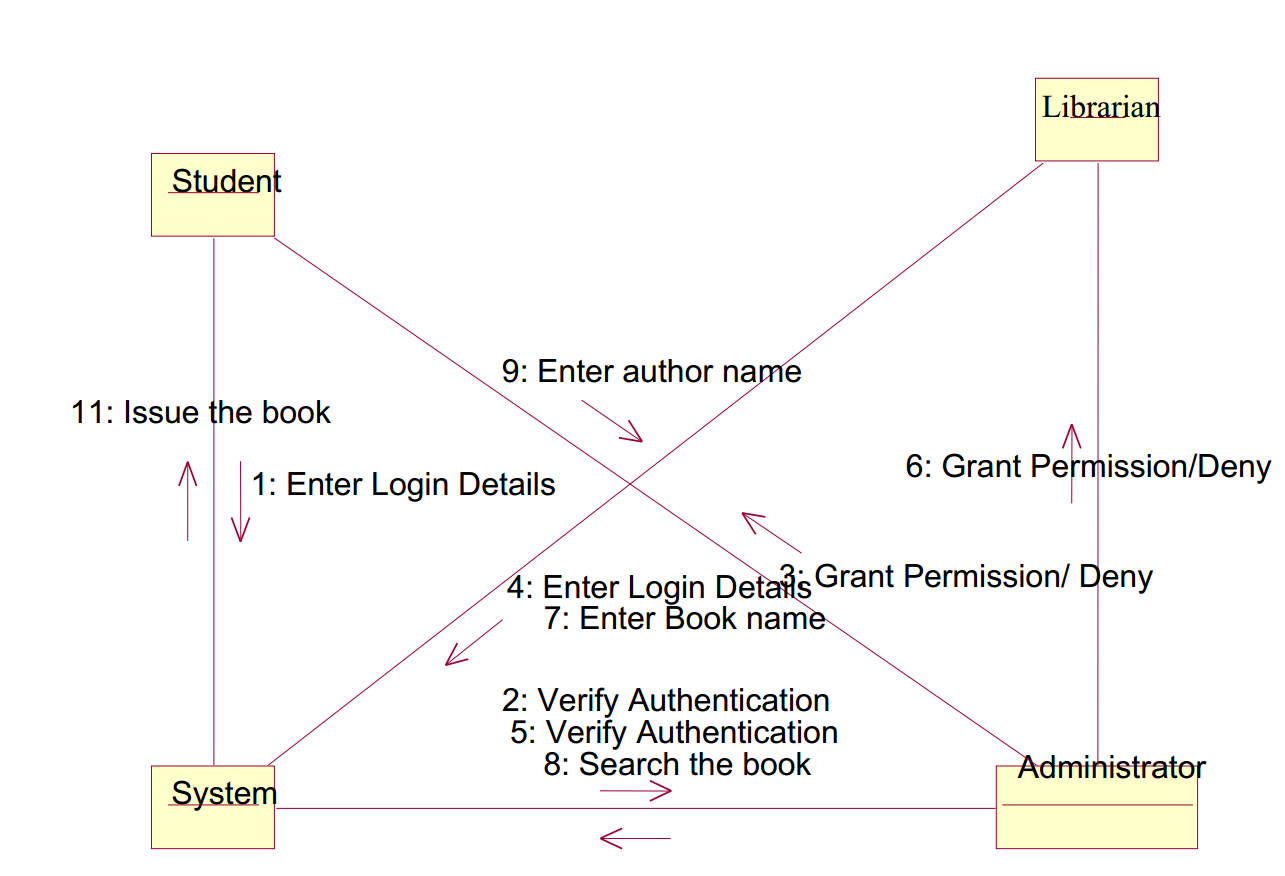 Librarian
Student
9: Enter author name
11: Issue the book
6: Grant Permission/Deny
1: Enter Login Details
3: Grant Permission/ Deny
4: Enter Login Details
7: Enter Book name
2: Verify Authentication
5: Verify Authentication
8: Search the book
Administrator
System